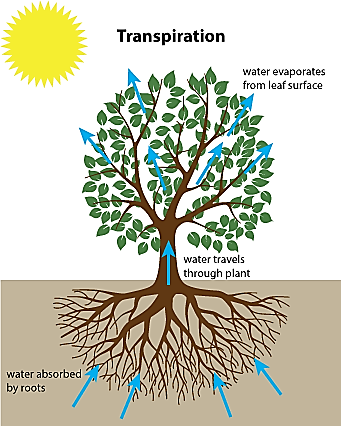 Transpiration
water evaporates
from leaf surface
water travels
through plant
water absorbed
by roots